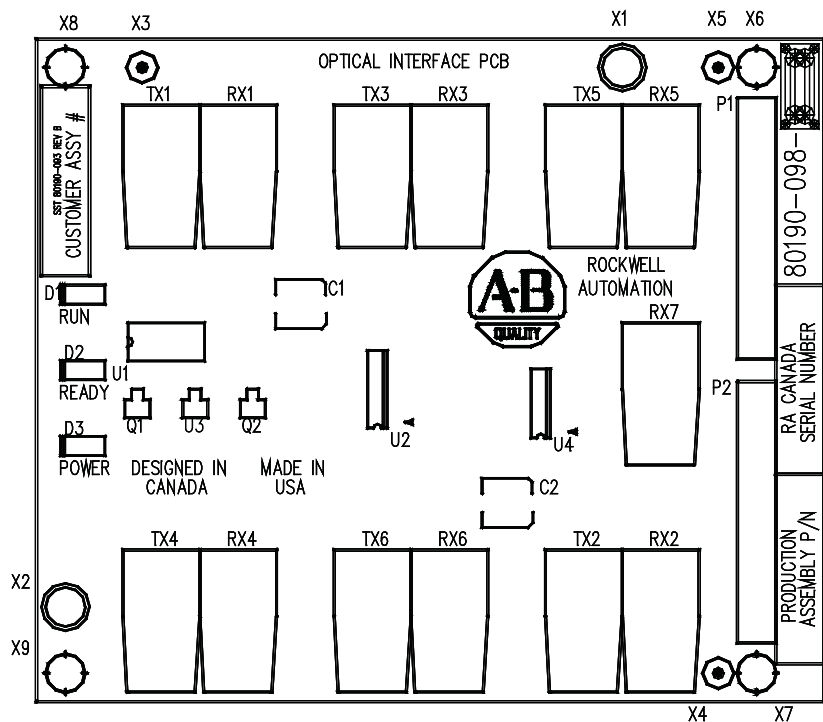 X8 X3 X1 X5 X6
OPTICAL INTERFACE PCB
TX1 RX1 TX3 RX3 TX5 RX5 P1
SST 80190-093 REV B
CUSTOMER ASSY #
80190-098-
ROCKWELL
AUTOMATION
A-B
QUALITY
D1 C1
RUN
RX7
D2 U1
READY
P2
RA CANADA
SERIAL NUMBER
Q1 U3 Q2
D3 U2 U4
POWER
DESIGNED IN
CANADA
MADE IN
USA
C2
TX4 RX4 TX6 RX6 TX2 RX2
PRODUCTION
ASSEMBLY P/N
X2
X9
X4 X7